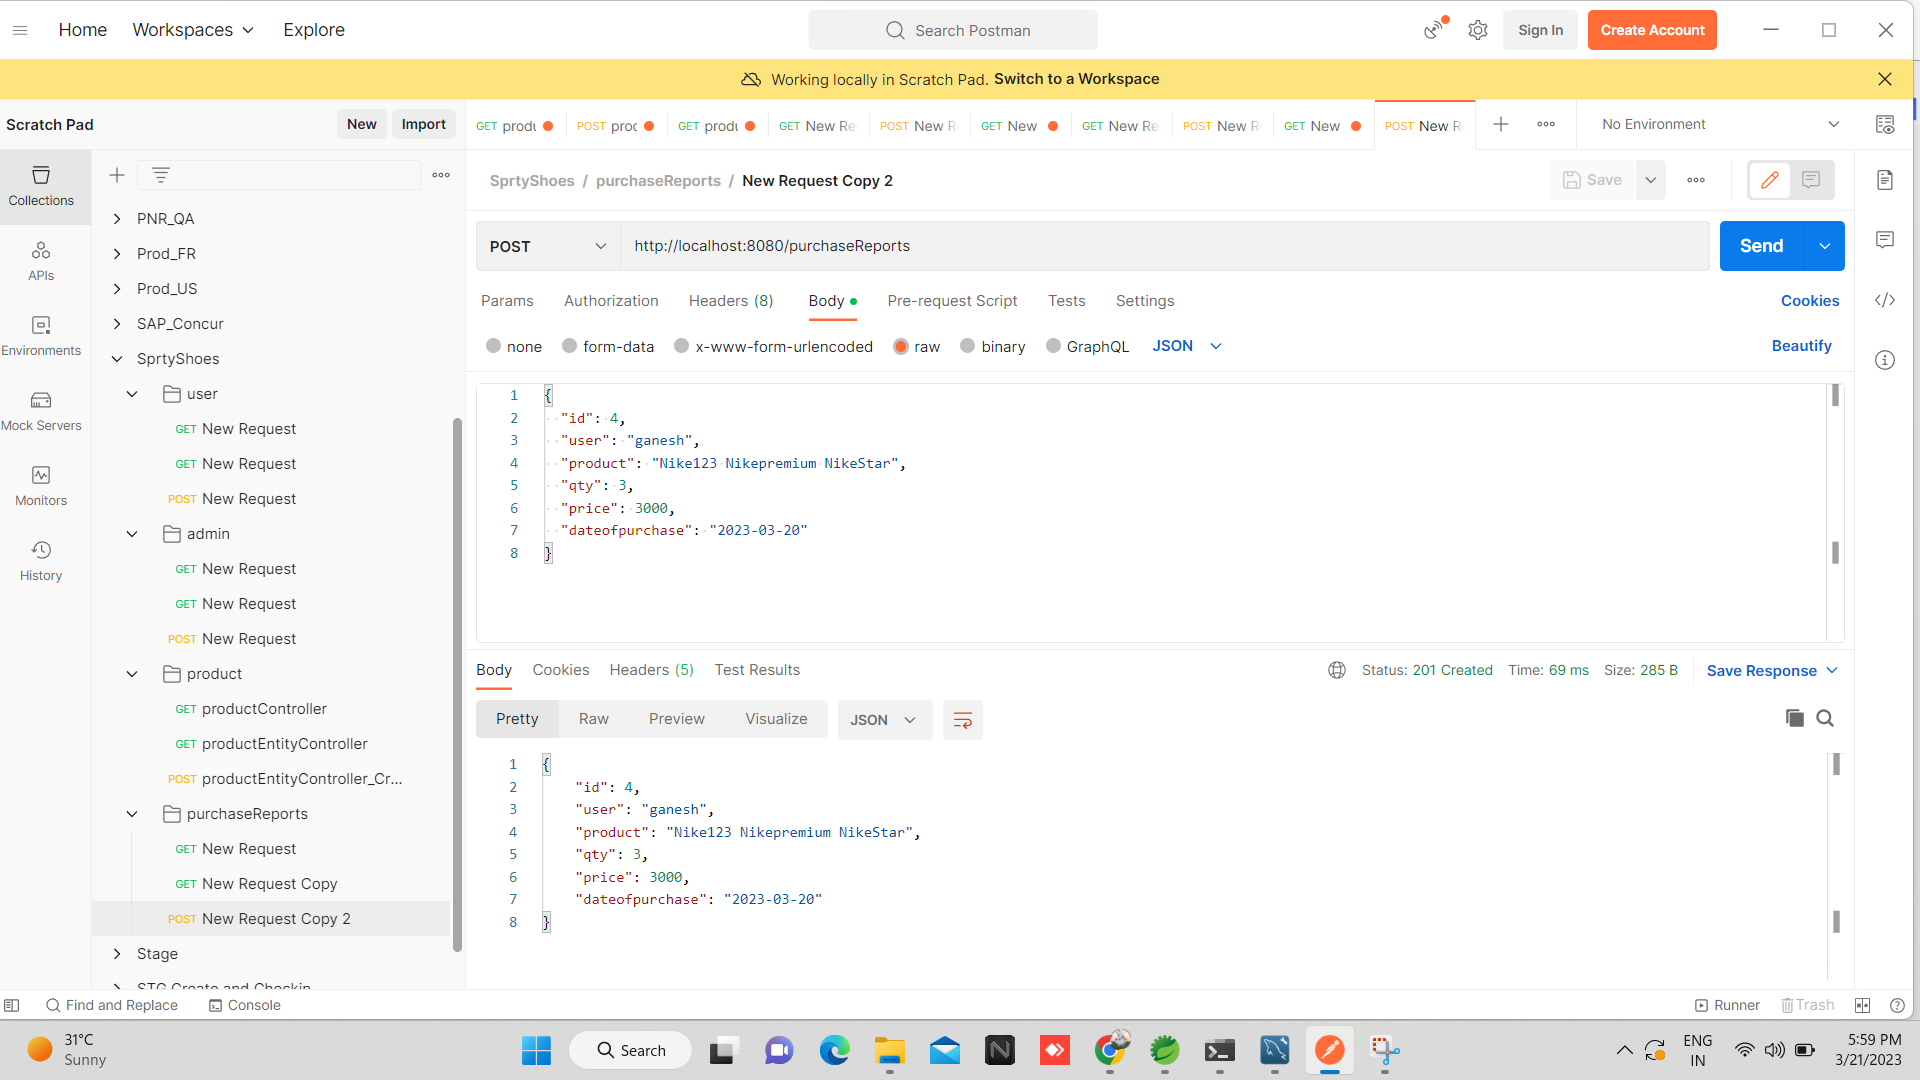 Home
Workspaces
Explore
Search Postman
Sign In
Create Account
Working locally in Scratch Pad. Switch to a Workspace
Scratch Pad
New
Import
GET produ
POST proc
GET produ
GET New Re
POST New R
GET New
GET New Re
POST New R
GET New
POST New R
No Environment
Collections
APIs
Environments
Mock Servers
Monitors
History
PNR_QA
Prod_FR
Prod_US
SAP_Concur
SprtyShoes
user
GET New Request
GET New Request
POST New Request
admin
GET New Request
GET New Request
POST New Request
product
GET productController
GET productEntityController
POST productEntityController_Cr...
purchaseReports
GET New Request
GET New Request Copy
POST New Request Copy 2
Stage
STG Create and Checkin
SprtyShoes / purchaseReports / New Request Copy 2
Save
POST
http://localhost:8080/purchaseReports
Send
Params
Authorization
Headers (8)
Body
Pre-request Script
Tests
Settings
Cookies
none
form-data
x-www-form-urlencoded
raw
binary
GraphQL
JSON
Beautify
1 {
2 "id": 4,
3 "user": "ganesh",
4 "product": "Nike123 Nikepremium NikeStar",
5 "qty": 3,
6 "price": 3000,
7 "dateofpurchase": "2023-03-20"
8 }
Body
Cookies
Headers (5)
Test Results
Status: 201 Created
Time: 69 ms
Size: 285 B
Save Response
Pretty
Raw
Preview
Visualize
JSON
1 {
2 "id": 4,
3 "user": "ganesh",
4 "product": "Nike123 Nikepremium NikeStar",
5 "qty": 3,
6 "price": 3000,
7 "dateofpurchase": "2023-03-20"
8 }
Find and Replace
Console
Runner
Trash
31°C
Sunny
Search
ENG
IN
5:59 PM
3/21/2023